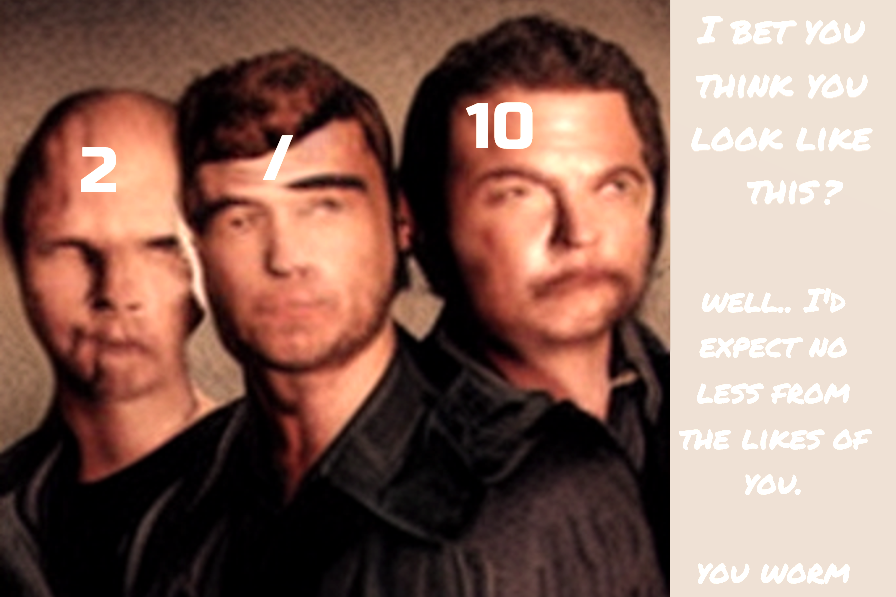 2 / 10
I BET YOU
THINK YOU
LOOK LIKE
THIS?
WELL.. I'D
EXPECT NO
LESS FROM
THE LIKES OF
YOU.
YOU WORM